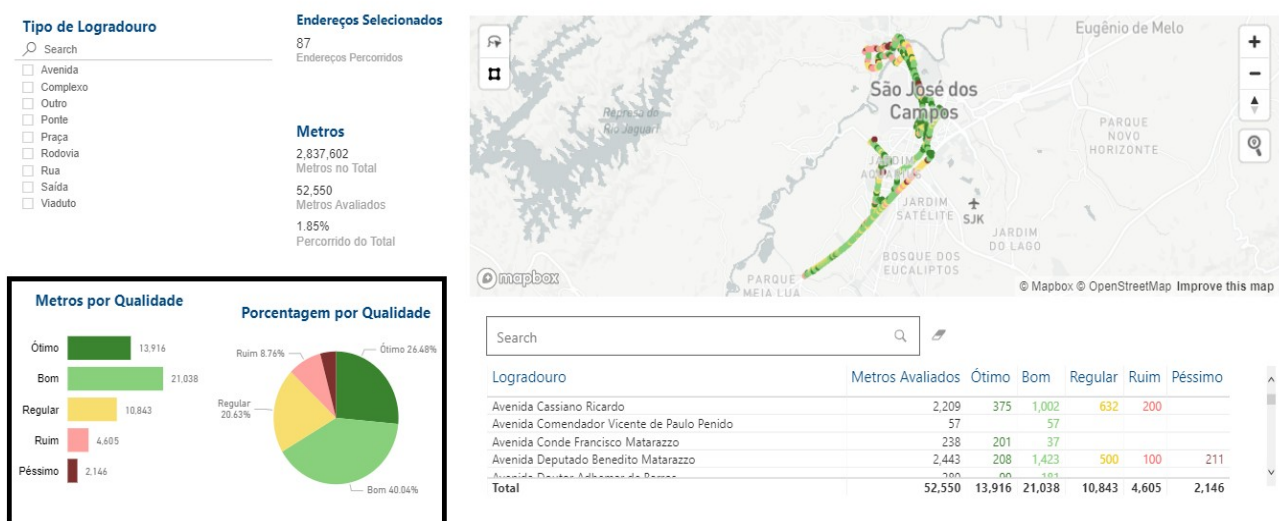 Tipo de Logradouro
Search
Avenida
Complexo
Outro
Ponte
Praça
Rodovia
Rua
Saída
Viaduto
Endereços Selecionados
87
Endereços Percorridos
Metros
2,837,602
Metros no Total
52,550
Metros Avaliados
1.85%
Percorrido do Total
Eugênio de Melo
São José dos
Campos
Represa do
Rio Jaguari
PARQUE
NOVO
HORIZONTE
JARDIM
AQUARIUS
JARDIM
SATÉLITE
SJK
JARDIM
DO LAGO
BOSQUE DOS
EUCALIPTOS
PARQUE
MEIA LUA
mapbox
© Mapbox © OpenStreetMap Improve this map
Metros por Qualidade
Ótimo 13,916
Bom 21,038
Regular 10,843
Ruim 4,605
Péssimo 2,146
Porcentagem por Qualidade
Ruim 8.76%
Ótimo 26.48%
Regular
20.63%
Bom 40.04%
Search
Logradouro Metros Avaliados Ótimo Bom Regular Ruim Péssimo
Avenida Cassiano Ricardo 2,209 375 1,002 632 200
Avenida Comendador Vicente de Paulo Penido 57 57
Avenida Conde Francisco Matarazzo 238 201 37
Avenida Deputado Benedito Matarazzo 2,443 208 1,423 500 100 211
Avenida Doutor Adhemar de Barros 280 99 181
Total 52,550 13,916 21,038 10,843 4,605 2,146